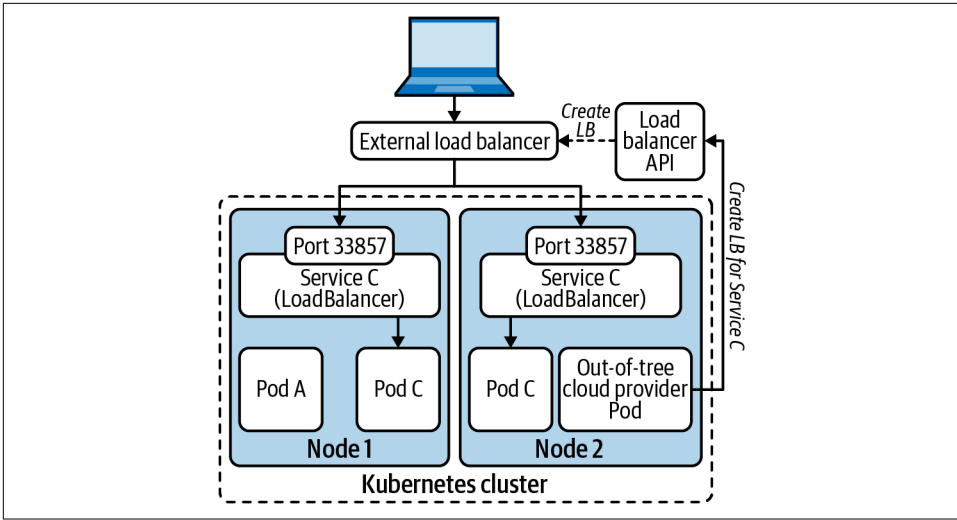 Create
LB
External load balancer
Load
balancer
API
Create LB for Service C
Port 33857
Service C
(LoadBalancer)
Pod A
Pod C
Node 1
Port 33857
Service C
(LoadBalancer)
Pod C
Out-of-tree
cloud provider
Pod
Node 2
Kubernetes cluster